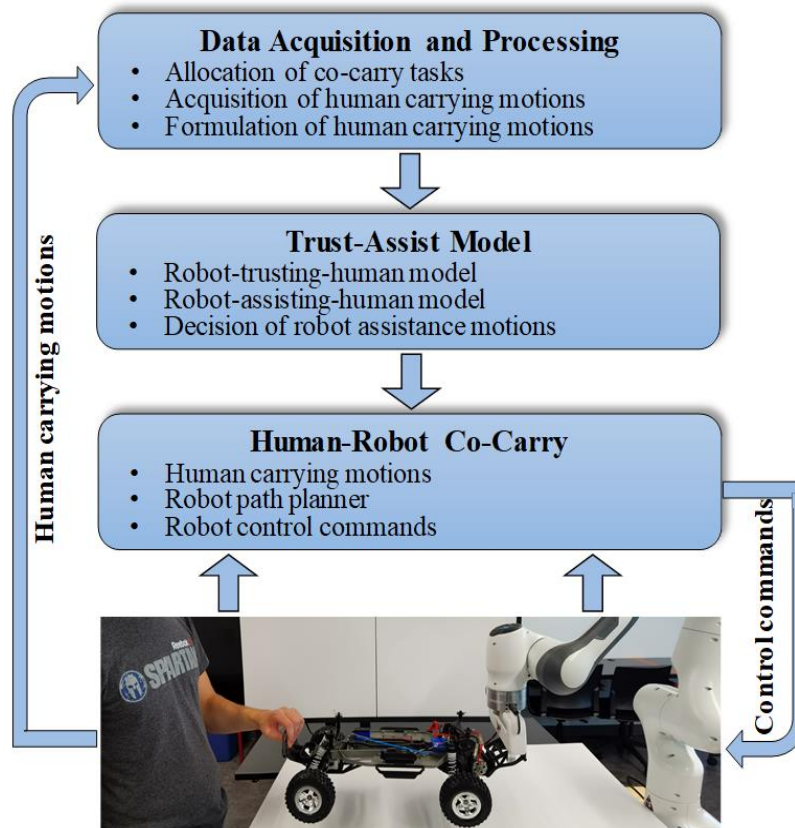 Data Acquisition and Processing
• Allocation of co-carry tasks
• Acquisition of human carrying motions
• Formulation of human carrying motions
Trust-Assist Model
• Robot-trusting-human model
• Robot-assisting-human model
• Decision of robot assistance motions
Human-Robot Co-Carry
• Human carrying motions
• Robot path planner
• Robot control commands
Human carrying motions
Control commands
Reebok
SPARTAN